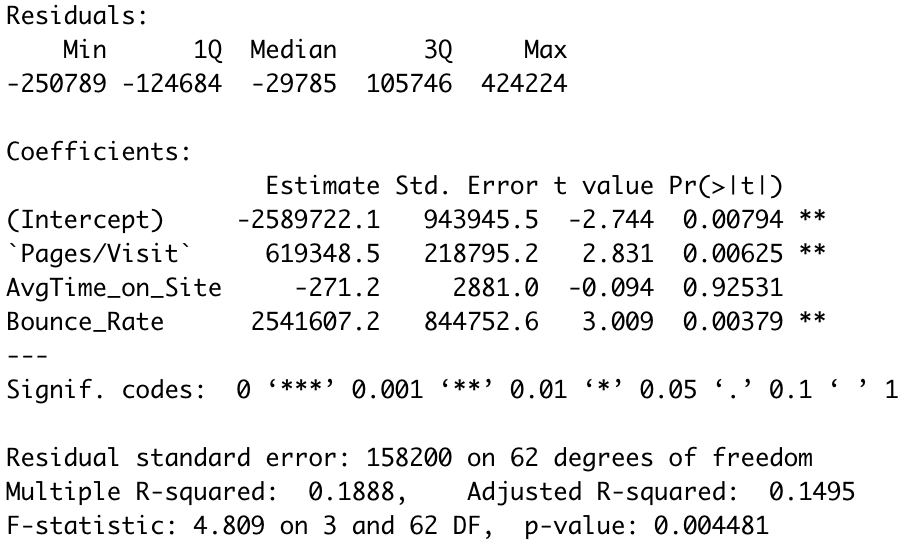 Residuals:
    Min      1Q  Median      3Q     Max
-250789 -124684  -29785  105746  424224
Coefficients:
                 Estimate Std. Error t value Pr(>|t|)
(Intercept)    -2589722.1   943945.5  -2.744  0.00794 **
`Pages/Visit`    619348.5   218795.2   2.831  0.00625 **
AvgTime_on_Site    -271.2     2881.0  -0.094  0.92531
Bounce_Rate     2541607.2   844752.6   3.009  0.00379 **
---
Signif. codes:  0 ‘***’ 0.001 ‘**’ 0.01 ‘*’ 0.05 ‘.’ 0.1 ‘ ’ 1
Residual standard error: 158200 on 62 degrees of freedom
Multiple R-squared:  0.1888,    Adjusted R-squared:  0.1495
F-statistic: 4.809 on 3 and 62 DF,  p-value: 0.004481